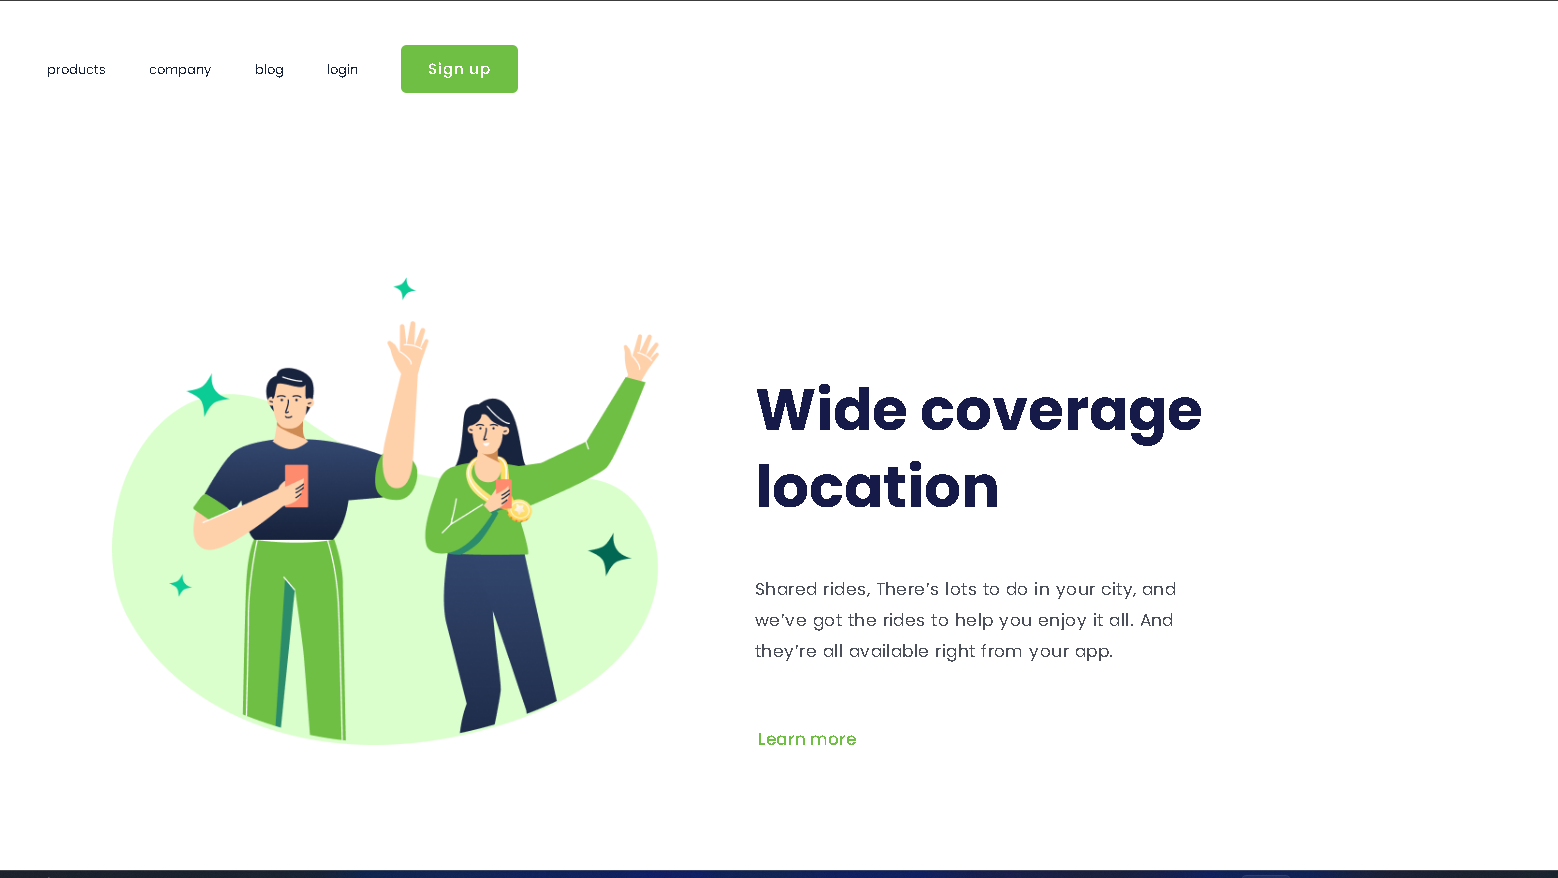 products
company
blog
login
Sign up
Wide coverage
location
Shared rides, There’s lots to do in your city, and
we’ve got the rides to help you enjoy it all. And
they’re all available right from your app.
Learn more